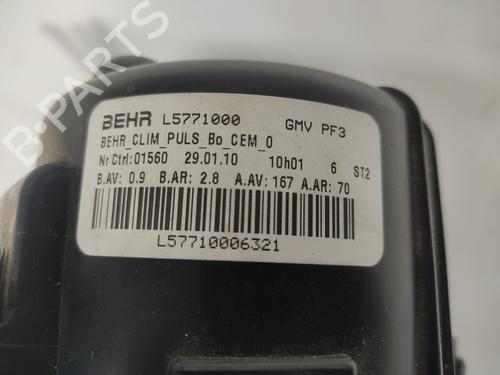 B-PARTS
BEHR L5771000 GMV PF3
BEHR_CLIM_PULS_Bo_CEM_O
Nr Ctrl:01560 29.01.10 10h01 6 ST2
B.AV: 0.9 B.AR: 2.8 A.AV: 167 A.AR: 70
L57710006321